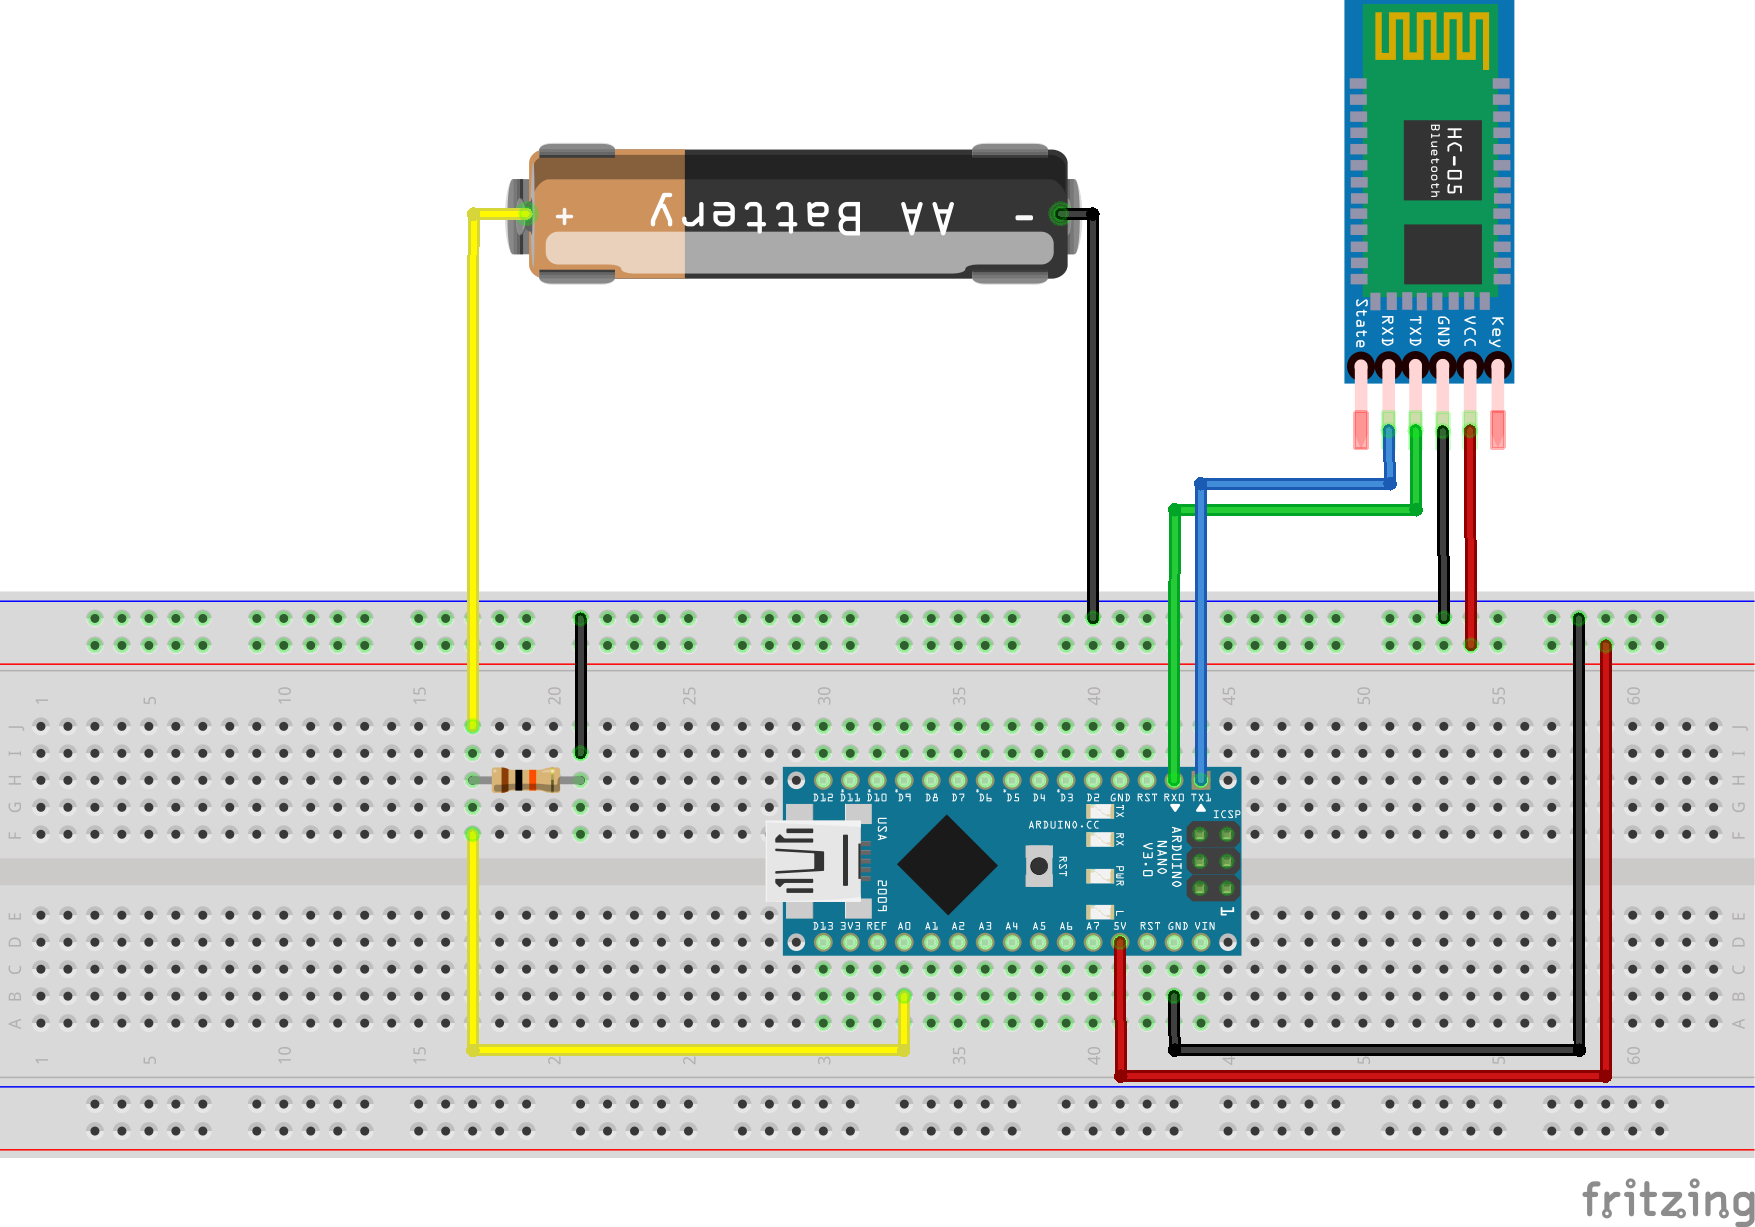 HC-05
Bluetooth
+ AA Battery -
State RXD TXD GND VCC Key
1 5 10 15 20 25 30 35 40 45 50 55 60
J J
I I
H H
G G
F F
D12 D11 D10 D9 D8 D7 D6 D5 D4 D3 D2 GND RST RX0 TX1
TX
RX
PWR
L
USA
2009
ARDUINO.CC
RST
ICSP
ARDUINO
NANO
V3.0
1
D13 3V3 REF A0 A1 A2 A3 A4 A5 A6 A7 5V RST GND VIN
E E
D D
C C
B B
A A
1 5 10 15 2 25 3 35 40 4 50 55 60
fritzing